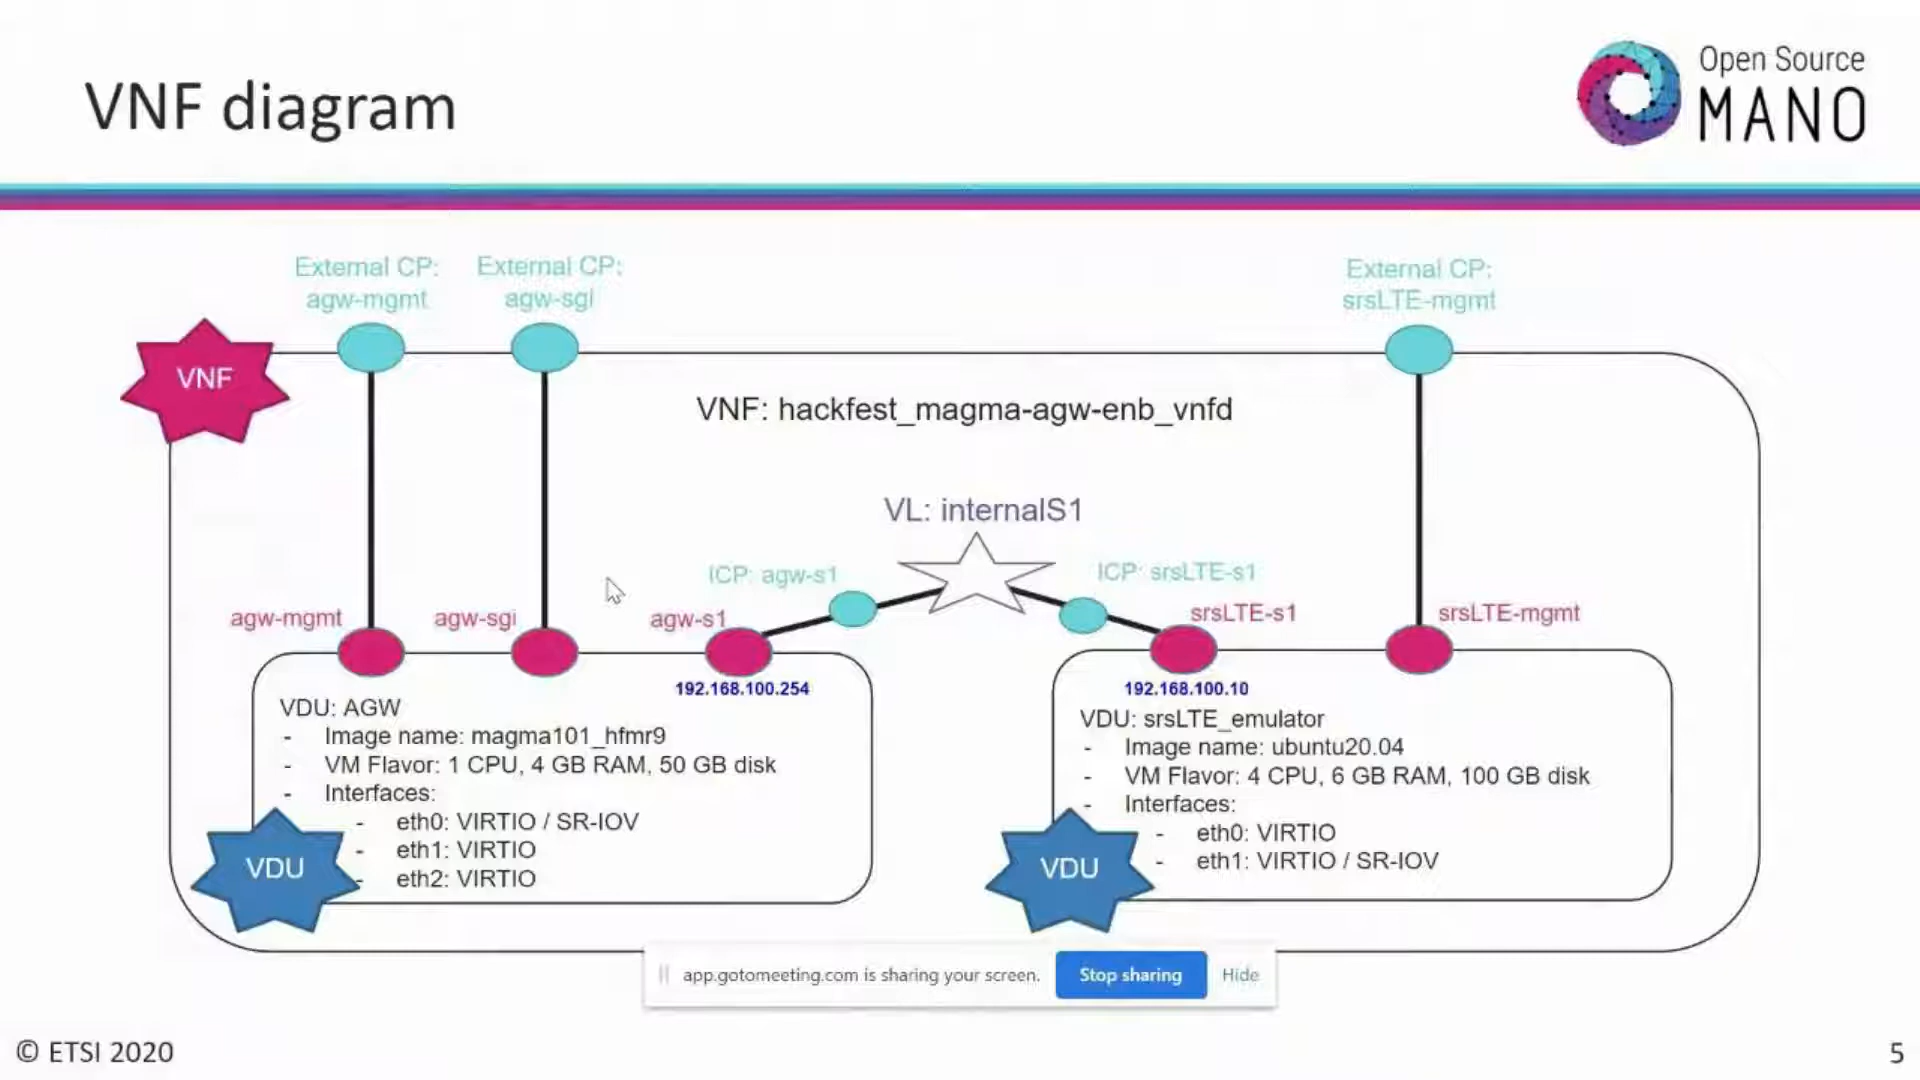 VNF diagram
Open Source
MANO
External CP:
agw-mgmt
External CP:
agw-sgi
External CP:
srsLTE-mgmt
VNF
VNF: hackfest_magma-agw-enb_vnfd
VL: internalS1
ICP: agw-s1
ICP: srsLTE-s1
agw-mgmt
agw-sgi
agw-s1
srsLTE-s1
srsLTE-mgmt
192.168.100.254
VDU: AGW
- Image name: magma101_hfmr9
- VM Flavor: 1 CPU, 4 GB RAM, 50 GB disk
- Interfaces:
- eth0: VIRTIO / SR-IOV
- eth1: VIRTIO
- eth2: VIRTIO
VDU
192.168.100.10
VDU: srsLTE_emulator
- Image name: ubuntu20.04
- VM Flavor: 4 CPU, 6 GB RAM, 100 GB disk
- Interfaces:
- eth0: VIRTIO
- eth1: VIRTIO / SR-IOV
VDU
app.gotomeeting.com is sharing your screen.
Stop sharing
Hide
© ETSI 2020
5